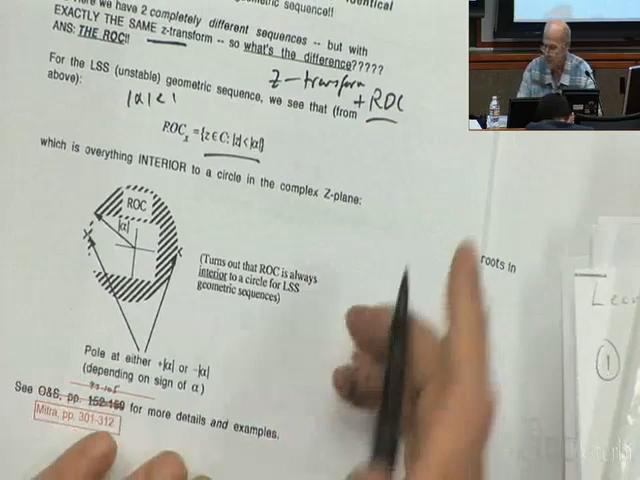 identical
geometric sequence!!
here we have 2 completely different sequences -- but with
EXACTLY THE SAME z-transform -- so what's the difference?????
ANS: THE ROC!!
z-transform
+ ROC
For the LSS (unstable) geometric sequence, we see that (from
above):
|α| < 1
ROCx = {z ∈ C: |z| < |α|}
which is everything INTERIOR to a circle in the complex Z-plane:
ROC
|α|
(Turns out that ROC is always
interior to a circle for LSS
geometric sequences)
roots in
Pole at either +|α| or -|α|
(depending on sign of α)
See O&S, pp. 152-160 for more details and examples.
Mitra, pp. 301-312
1